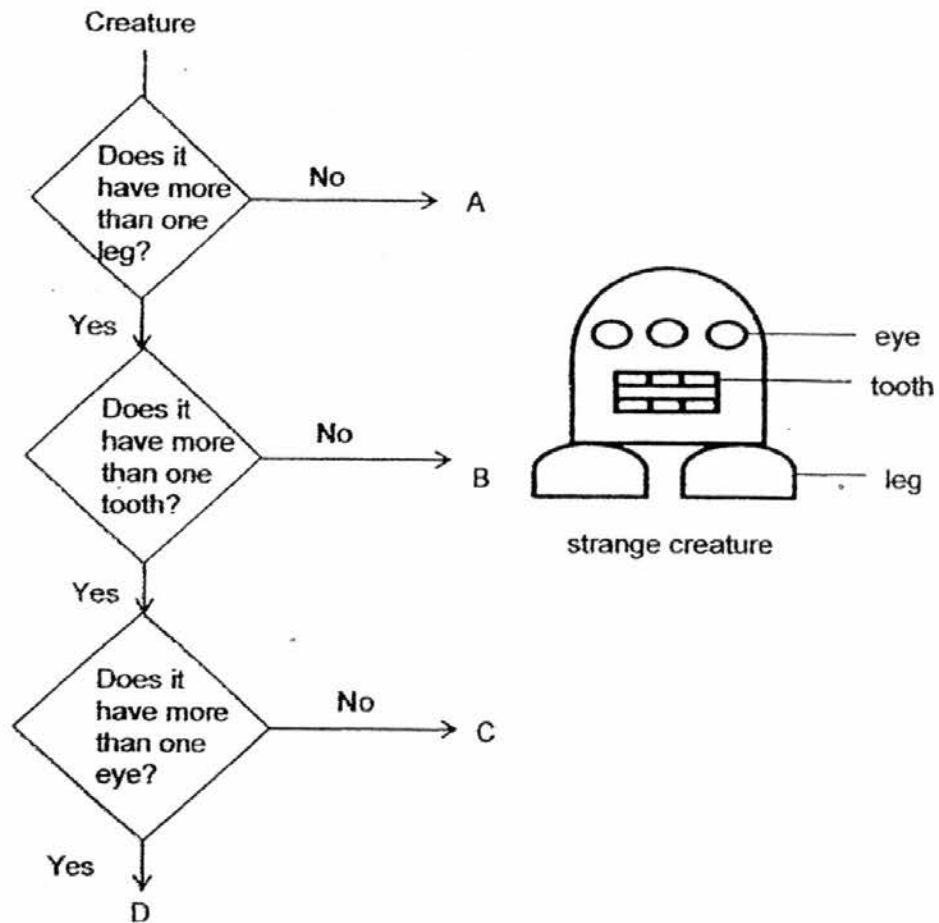 Creature
Does it
have more
than one
leg?
No
A
Yes
Does it
have more
than one
tooth?
No
B
Yes
Does it
have more
than one
eye?
No
C
Yes
D
eye
tooth
leg
strange creature